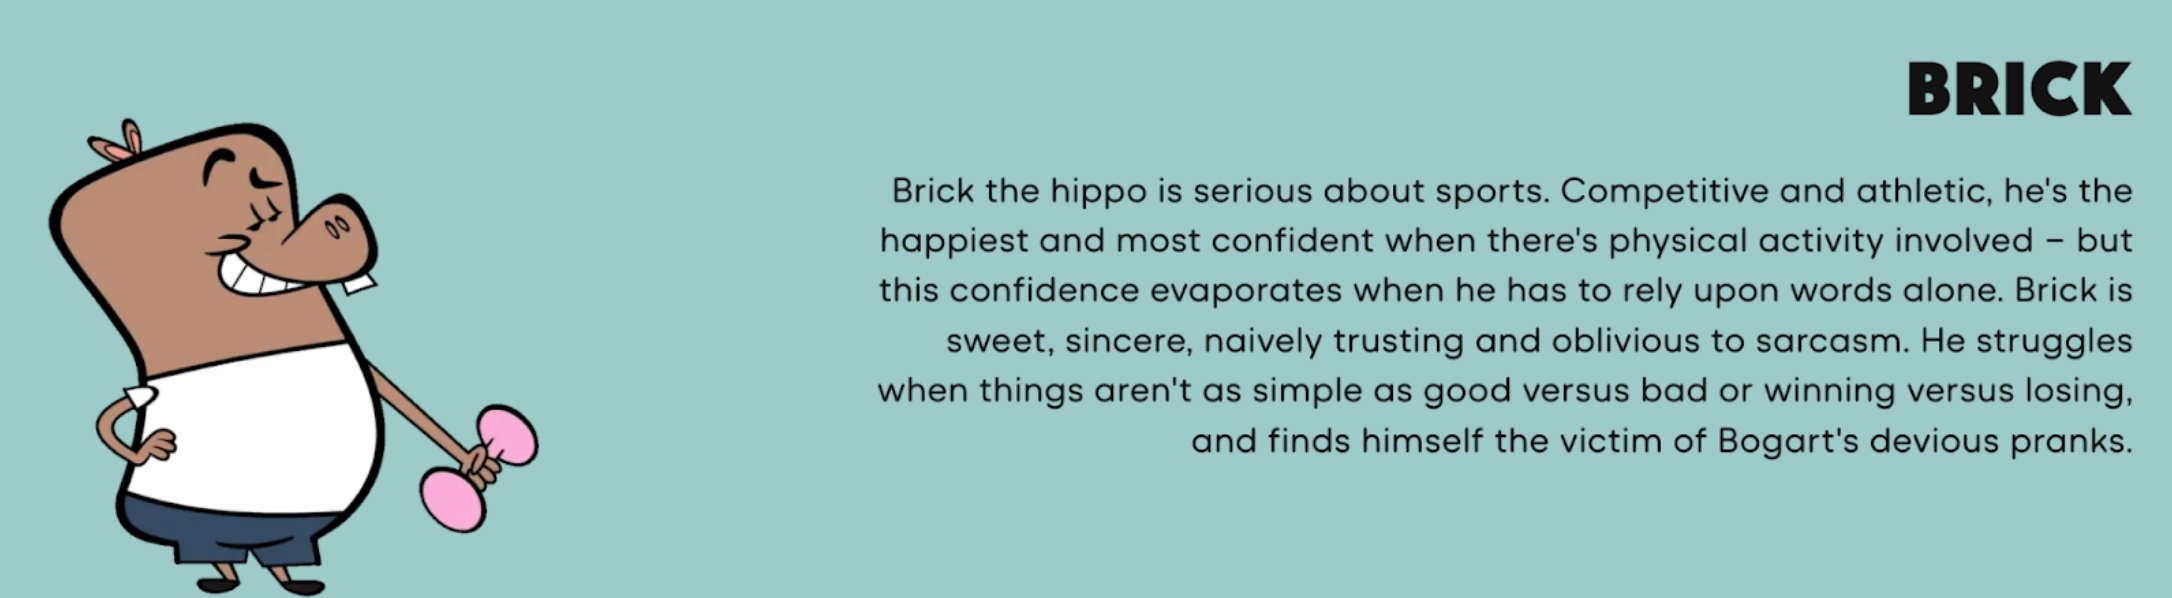 BRICK
Brick the hippo is serious about sports. Competitive and athletic, he's the
happiest and most confident when there's physical activity involved – but
this confidence evaporates when he has to rely upon words alone. Brick is
sweet, sincere, naively trusting and oblivious to sarcasm. He struggles
when things aren't as simple as good versus bad or winning versus losing,
and finds himself the victim of Bogart's devious pranks.